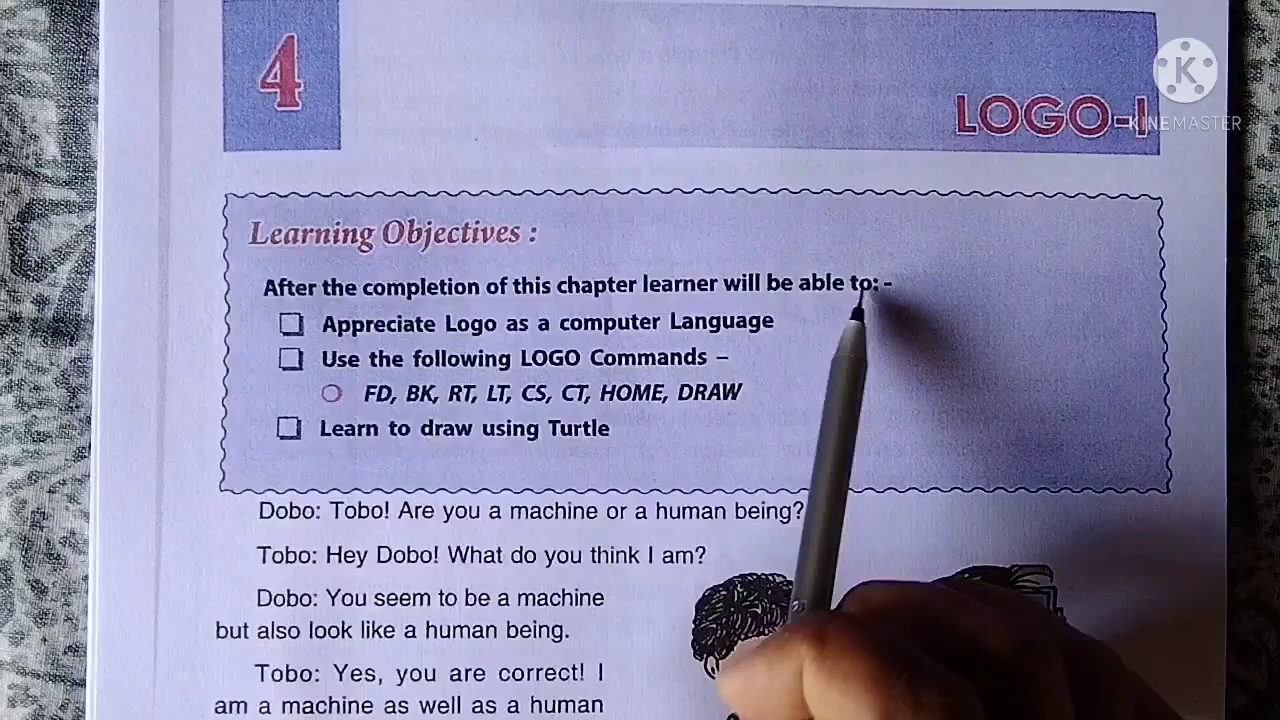 4
LOGO-I
K
KINEMASTER
Learning Objectives :
After the completion of this chapter learner will be able to: -
Appreciate Logo as a computer Language
Use the following LOGO Commands –
FD, BK, RT, LT, CS, CT, HOME, DRAW
Learn to draw using Turtle
Dobo: Tobo! Are you a machine or a human being?
Tobo: Hey Dobo! What do you think I am?
Dobo: You seem to be a machine
but also look like a human being.
Tobo: Yes, you are correct! I
am a machine as well as a human